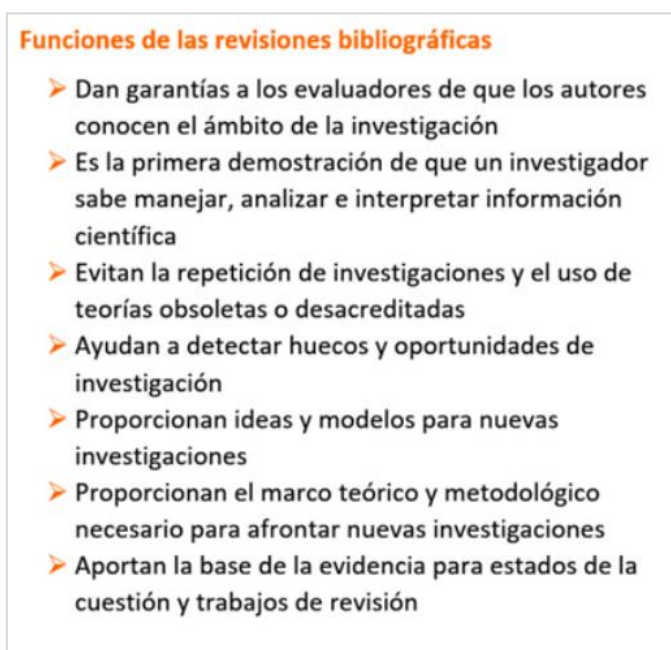 Funciones de las revisiones bibliográficas
➤ Dan garantías a los evaluadores de que los autores
conocen el ámbito de la investigación
➤ Es la primera demostración de que un investigador
sabe manejar, analizar e interpretar información
científica
➤ Evitan la repetición de investigaciones y el uso de
teorías obsoletas o desacreditadas
➤ Ayudan a detectar huecos y oportunidades de
investigación
➤ Proporcionan ideas y modelos para nuevas
investigaciones
➤ Proporcionan el marco teórico y metodológico
necesario para afrontar nuevas investigaciones
➤ Aportan la base de la evidencia para estados de la
cuestión y trabajos de revisión